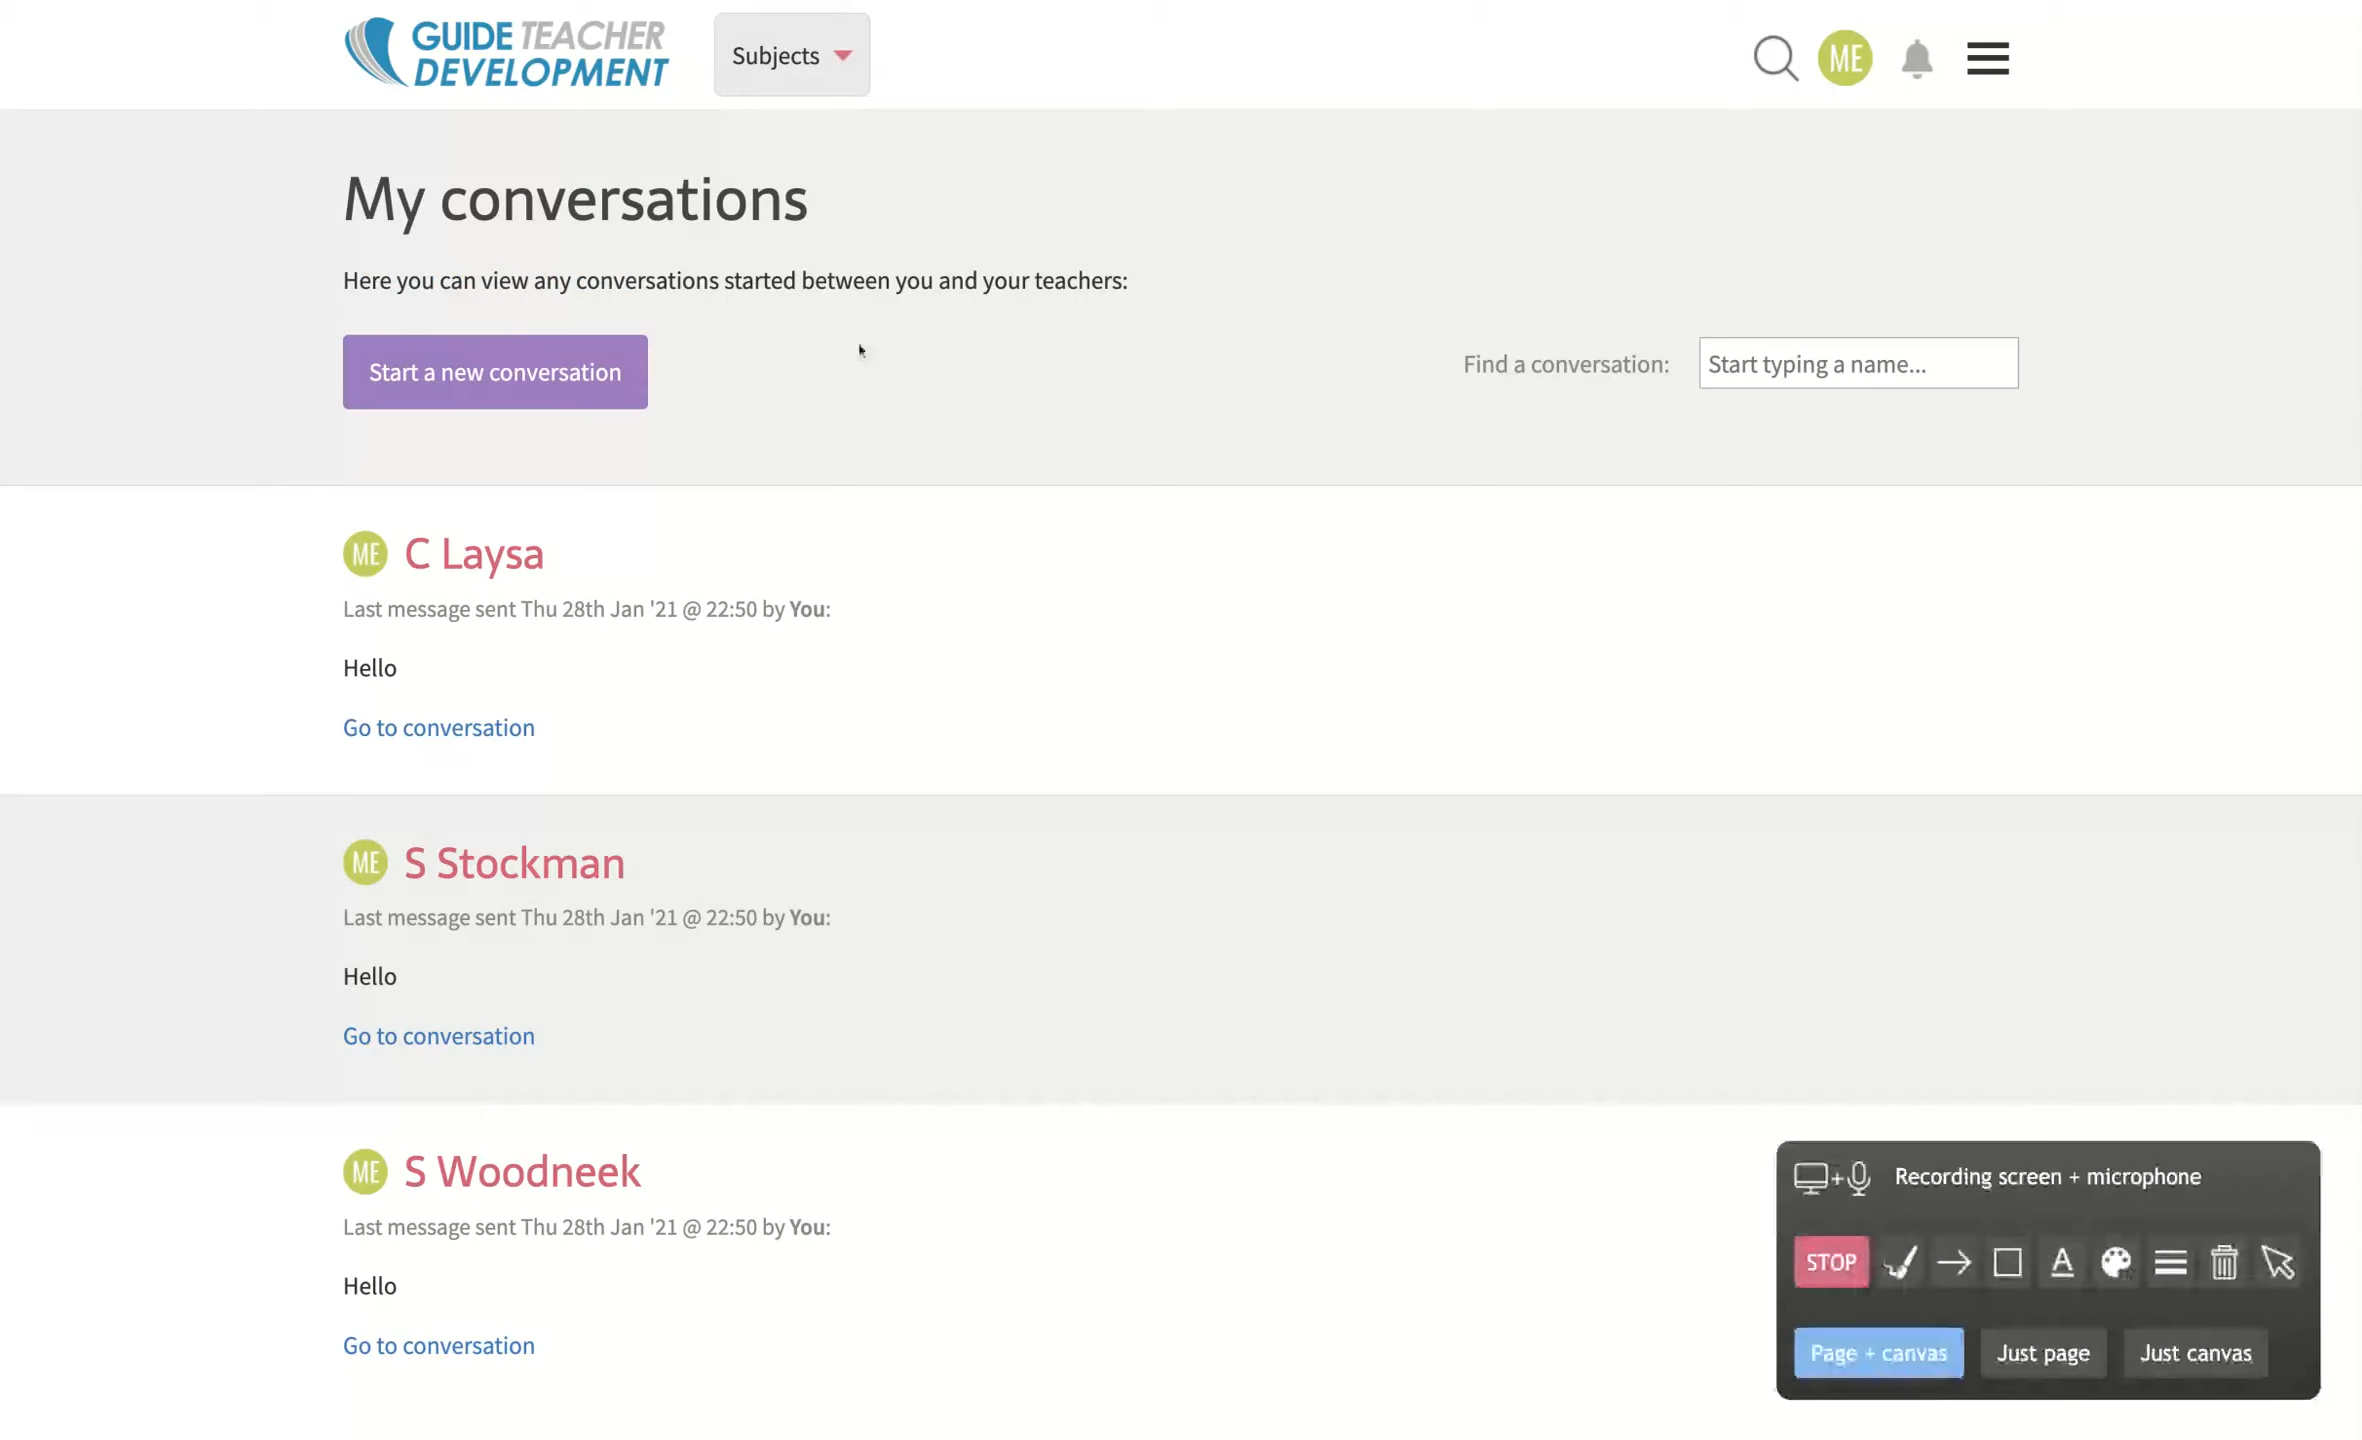 GUIDE TEACHER
DEVELOPMENT
Subjects
ME
My conversations
Here you can view any conversations started between you and your teachers:
Start a new conversation
Find a conversation:
Start typing a name...
ME C Laysa
Last message sent Thu 28th Jan '21 @ 22:50 by You:
Hello
Go to conversation
ME S Stockman
Last message sent Thu 28th Jan '21 @ 22:50 by You:
Hello
Go to conversation
ME S Woodneek
Last message sent Thu 28th Jan '21 @ 22:50 by You:
Hello
Go to conversation
Recording screen + microphone
STOP
A
Page + canvas
Just page
Just canvas